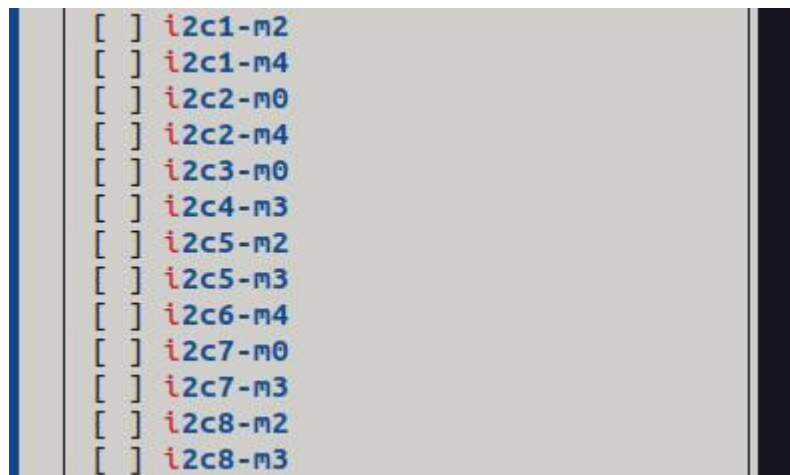 [ ] i2c1-m2
[ ] i2c1-m4
[ ] i2c2-m0
[ ] i2c2-m4
[ ] i2c3-m0
[ ] i2c4-m3
[ ] i2c5-m2
[ ] i2c5-m3
[ ] i2c6-m4
[ ] i2c7-m0
[ ] i2c7-m3
[ ] i2c8-m2
[ ] i2c8-m3